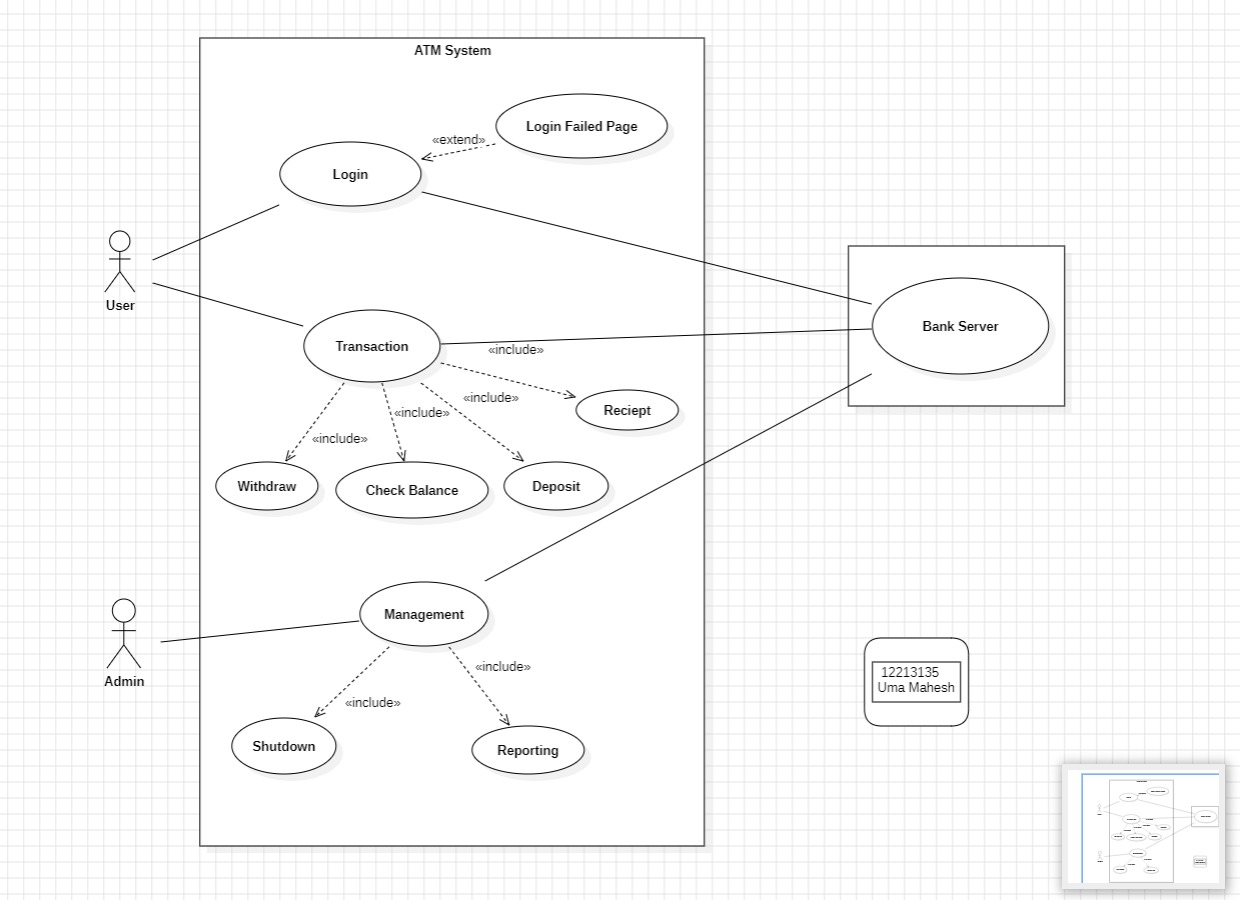 ATM System
Login Failed Page
«extend»
Login
User
Bank Server
Transaction
«include»
«include»
Reciept
«include»
«include»
Withdraw
Check Balance
Deposit
Management
Admin
«include»
«include»
12213135
Uma Mahesh
Shutdown
Reporting